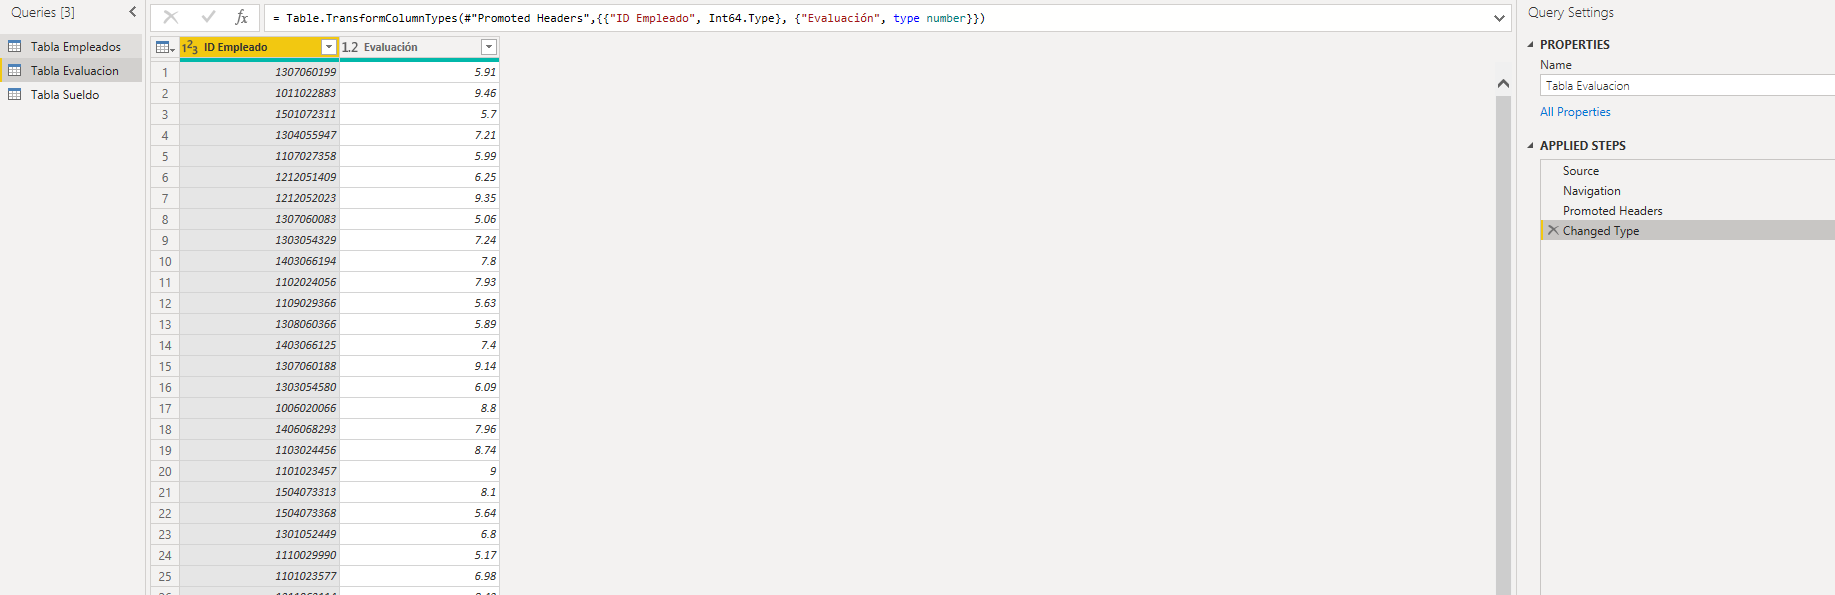 Queries [3]
Tabla Empleados
Tabla Evaluacion
Tabla Sueldo
fx
= Table.TransformColumnTypes(#"Promoted Headers",{{"ID Empleado", Int64.Type}, {"Evaluación", type number}})
1²3 ID Empleado 1.2 Evaluación
1 1307060199 5.91
2 1011022883 9.46
3 1501072311 5.7
4 1304055947 7.21
5 1107027358 5.99
6 1212051409 6.25
7 1212052023 9.35
8 1307060083 5.06
9 1303054329 7.24
10 1403066194 7.8
11 1102024056 7.93
12 1109029366 5.63
13 1308060366 5.89
14 1403066125 7.4
15 1307060188 9.14
16 1303054580 6.09
17 1006020066 8.8
18 1406068293 7.96
19 1103024456 8.74
20 1101023457 9
21 1504073313 8.1
22 1504073368 5.64
23 1301052449 6.8
24 1110029990 5.17
25 1101023577 6.98
Query Settings
PROPERTIES
Name
Tabla Evaluacion
All Properties
APPLIED STEPS
Source
Navigation
Promoted Headers
Changed Type